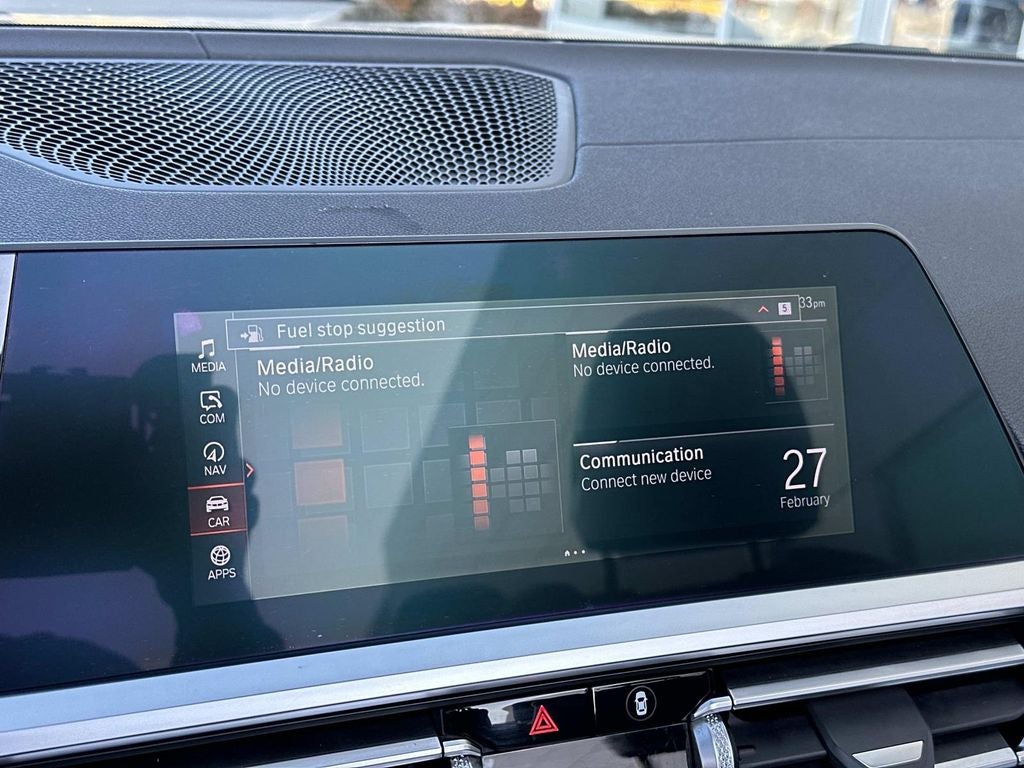 Fuel stop suggestion
5
33pm
MEDIA
COM
NAV
CAR
APPS
Media/Radio
No device connected.
Media/Radio
No device connected.
Communication
Connect new device
27
February